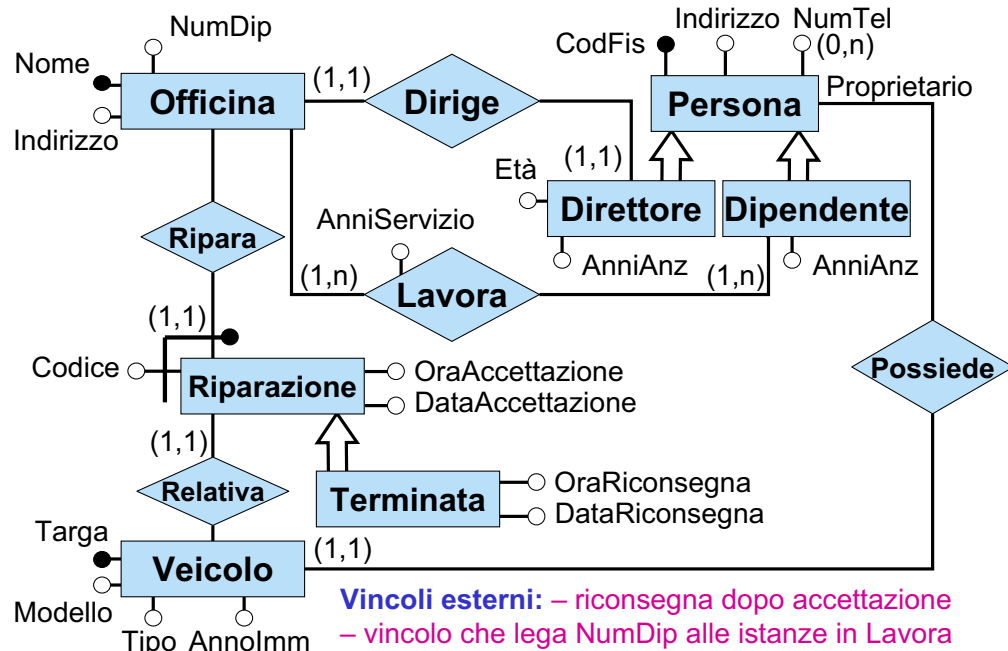 NumDip
Indirizzo
NumTel
CodFis
(0,n)
Nome
Officina
(1,1)
Dirige
Persona
Proprietario
Indirizzo
(1,1)
Età
Direttore
Dipendente
AnniServizio
Ripara
AnniAnz
AnniAnz
(1,n)
Lavora
(1,n)
(1,1)
Codice
Riparazione
OraAccettazione
DataAccettazione
Possiede
(1,1)
Relativa
Terminata
OraRiconsegna
DataRiconsegna
Targa
Veicolo
(1,1)
Modello
Tipo
AnnoImm
Vincoli esterni: – riconsegna dopo accettazione
– vincolo che lega NumDip alle istanze in Lavora